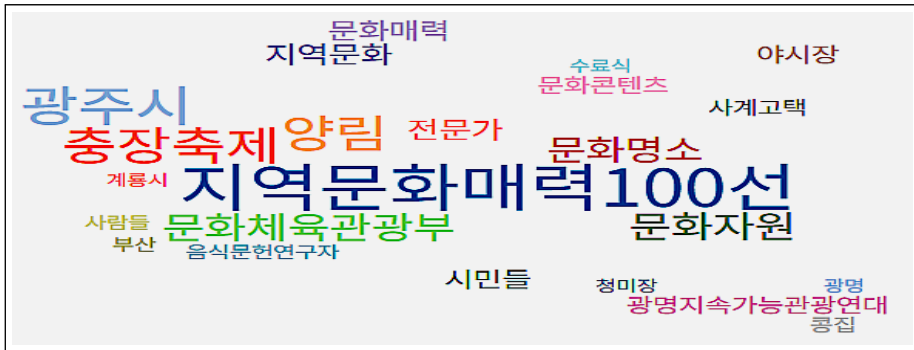 문화매력
지역문화
야시장
수료식
문화콘텐츠
광주시
사계고택
양림
전문가
충장축제
문화명소
지역문화매력100선
계룡시
사람들
문화체육관광부
문화자원
부산
음식문헌연구자
시민들
청미장
광명
광명지속가능관광연대
콩집